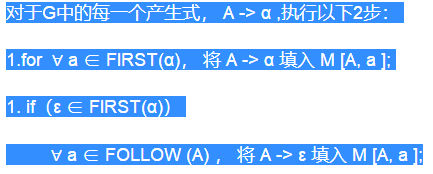 对于G中的每一个产生式， A -> α ,执行以下2步：
1.for ∀ a ∈ FIRST(α)， 将 A -> α 填入 M [A, a ];
1. if（ε ∈ FIRST(α)）
∀ a ∈ FOLLOW (A) ， 将 A -> ε 填入 M [A, a ];